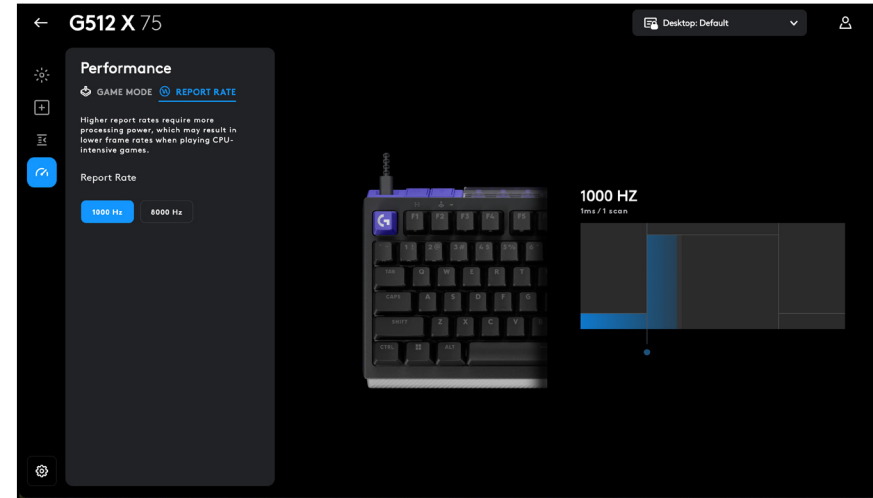 G512 X 75
Desktop: Default
Performance
GAME MODE
REPORT RATE
Higher report rates require more
processing power, which may result in
lower frame rates when playing CPU-
intensive games.
Report Rate
1000 Hz
8000 Hz
1000 HZ
1ms / 1 scan
G
F1
F2
F3
F4
F5
TAB
Q
W
E
R
T
CAPS
A
S
D
F
G
SHIFT
Z
X
C
V
CTRL
ALT